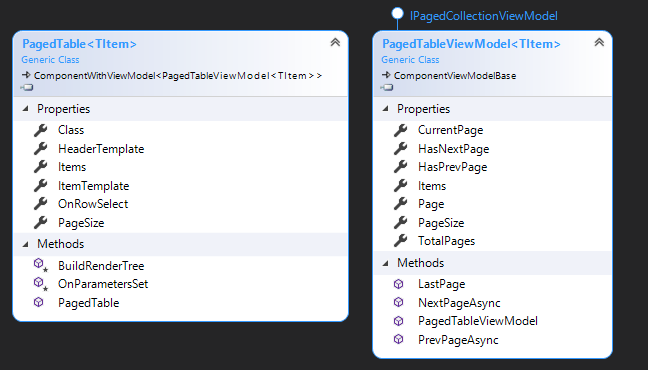 IPagedCollectionViewModel
PagedTable<TItem>
Generic Class
ComponentWithViewModel<PagedTableViewModel<TItem>>
Properties
Class
HeaderTemplate
Items
ItemTemplate
OnRowSelect
PageSize
Methods
BuildRenderTree
OnParametersSet
PagedTable
PagedTableViewModel<TItem>
Generic Class
ComponentViewModelBase
Properties
CurrentPage
HasNextPage
HasPrevPage
Items
Page
PageSize
TotalPages
Methods
LastPage
NextPageAsync
PagedTableViewModel
PrevPageAsync